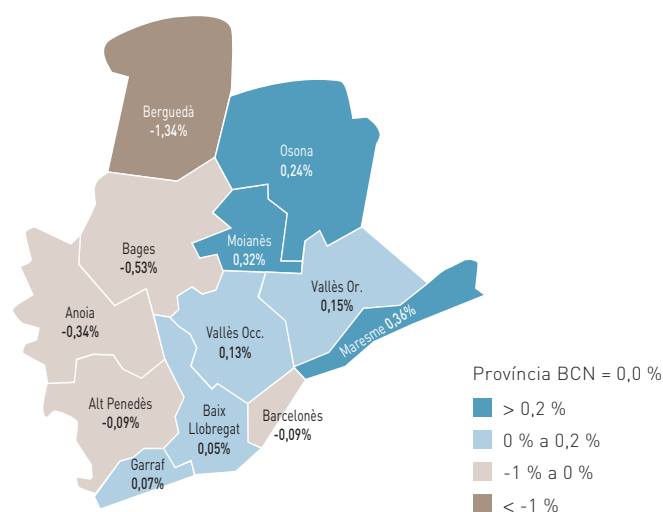 Berguedà
-1,34%
Osona
0,24%
Moianès
0,32%
Bages
-0,53%
Vallès Or.
0,15%
Anoia
-0,34%
Maresme 0,36%
Vallès Occ.
0,13%
Alt Penedès
-0,09%
Baix
Llobregat
0,05%
Barcelonès
-0,09%
Garraf
0,07%
Província BCN = 0,0 %
> 0,2 %
0 % a 0,2 %
-1 % a 0 %
< -1 %